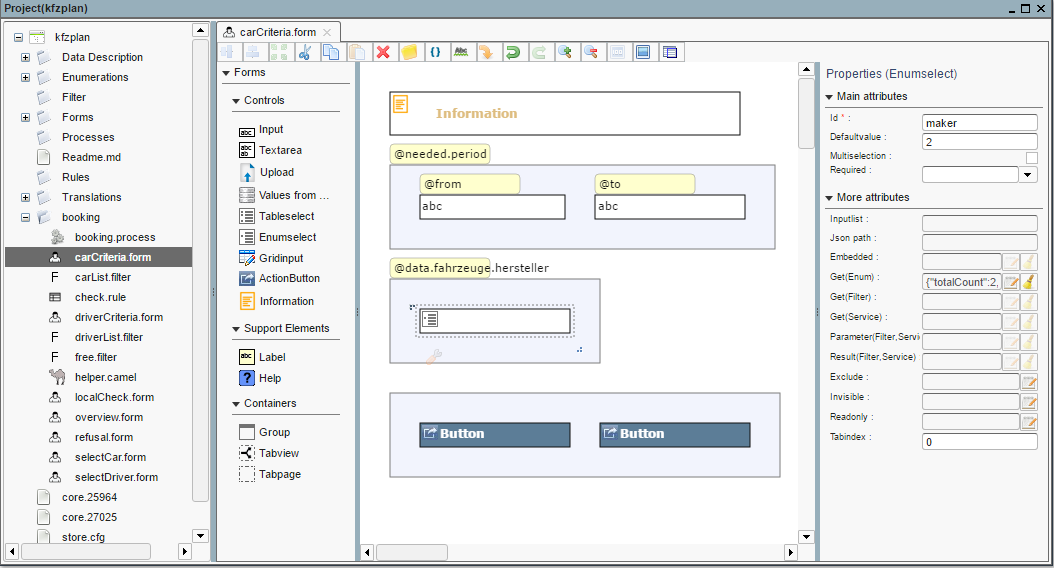 Project(kfzplan)
kfzplan
Data Description
Enumerations
Filter
Forms
Processes
Readme.md
Rules
Translations
booking
booking.process
carCriteria.form
carList.filter
check.rule
driverCriteria.form
driverList.form
free.filter
helper.camel
localCheck.form
overview.form
refusal.form
selectCar.form
selectDriver.form
core.25964
core.27025
store.cfg
carCriteria.form
Abc
Forms
Controls
abc Input
abc ab Textarea
Upload
Values from ...
Tableselect
Enumselect
Gridinput
ActionButton
Information
Support Elements
abc Label
? Help
Containers
Group
Tabview
Tabpage
Information
@needed.period
@from @to
abc abc
@data.fahrzeuge.hersteller
Button Button
Properties (Enumselect)
Main attributes
Id * : maker
Defaultvalue : 2
Multiselection :
Required :
More attributes
Inputlist :
Json path :
Embedded :
Get(Enum) : {"totalCount":2,
Get(Filter) :
Get(Service) :
Parameter(Filter,Servi
Result(Filter,Service)
Exclude :
Invisible :
Readonly :
Tabindex : 0